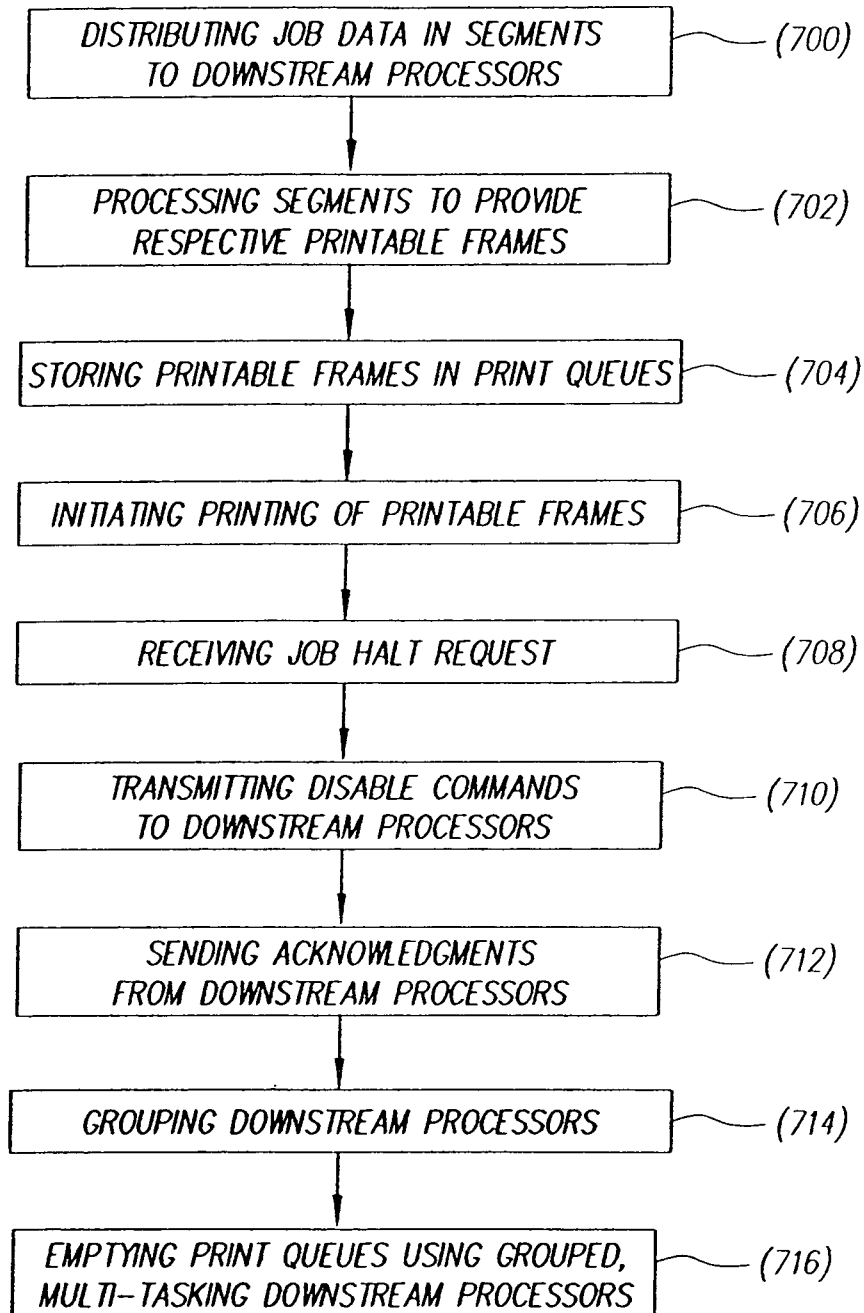 DISTRIBUTING JOB DATA IN SEGMENTS
TO DOWNSTREAM PROCESSORS
(700)
PROCESSING SEGMENTS TO PROVIDE
RESPECTIVE PRINTABLE FRAMES
(702)
STORING PRINTABLE FRAMES IN PRINT QUEUES
(704)
INITIATING PRINTING OF PRINTABLE FRAMES
(706)
RECEIVING JOB HALT REQUEST
(708)
TRANSMITTING DISABLE COMMANDS
TO DOWNSTREAM PROCESSORS
(710)
SENDING ACKNOWLEDGMENTS
FROM DOWNSTREAM PROCESSORS
(712)
GROUPING DOWNSTREAM PROCESSORS
(714)
EMPTYING PRINT QUEUES USING GROUPED,
MULTI-TASKING DOWNSTREAM PROCESSORS
(716)